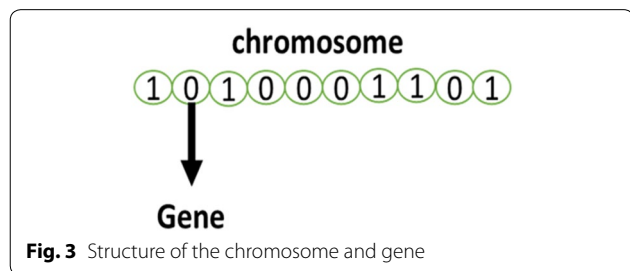 chromosome
1 0 1 0 0 0 1 1 0 1
Gene
Fig. 3 Structure of the chromosome and gene